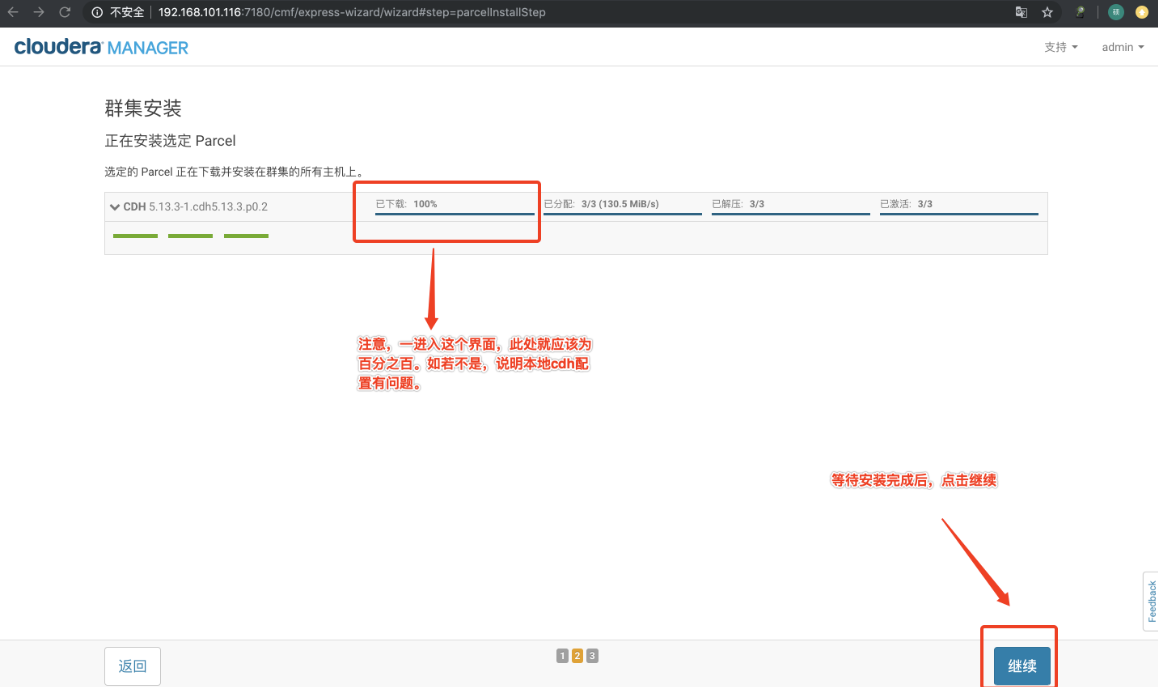 不安全 192.168.101.116:7180/cmf/express-wizard/wizard#step=parcelInstallStep
cloudera MANAGER
支持 admin
群集安装
正在安装选定 Parcel
选定的 Parcel 正在下载并安装在群集的所有主机上。
CDH 5.13.3-1.cdh5.13.3.p0.2 已下载: 100% 已分配: 3/3 (130.5 MiB/s) 已解压: 3/3 已激活: 3/3
注意，一进入这个界面，此处就应该为
百分之百。如若不是，说明本地cdh配
置有问题。
等待安装完成后，点击继续
Feedback
返回 1 2 3 继续